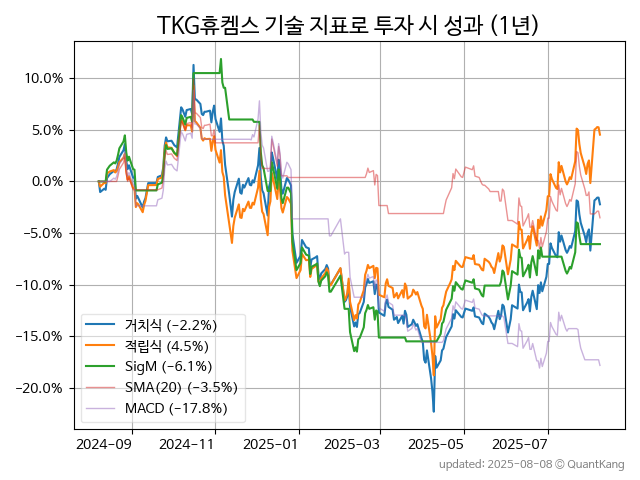 TKG휴켐스 기술 지표로 투자 시 성과 (1년)
10.0%
5.0%
0.0%
−5.0%
−10.0%
−15.0%
−20.0%
거치식 (−2.2%)
적립식 (4.5%)
SigM (−6.1%)
SMA(20) (−3.5%)
MACD (−17.8%)
2024-09 2024-11 2025-01 2025-03 2025-05 2025-07
updated: 2025-08-08 © QuantKang